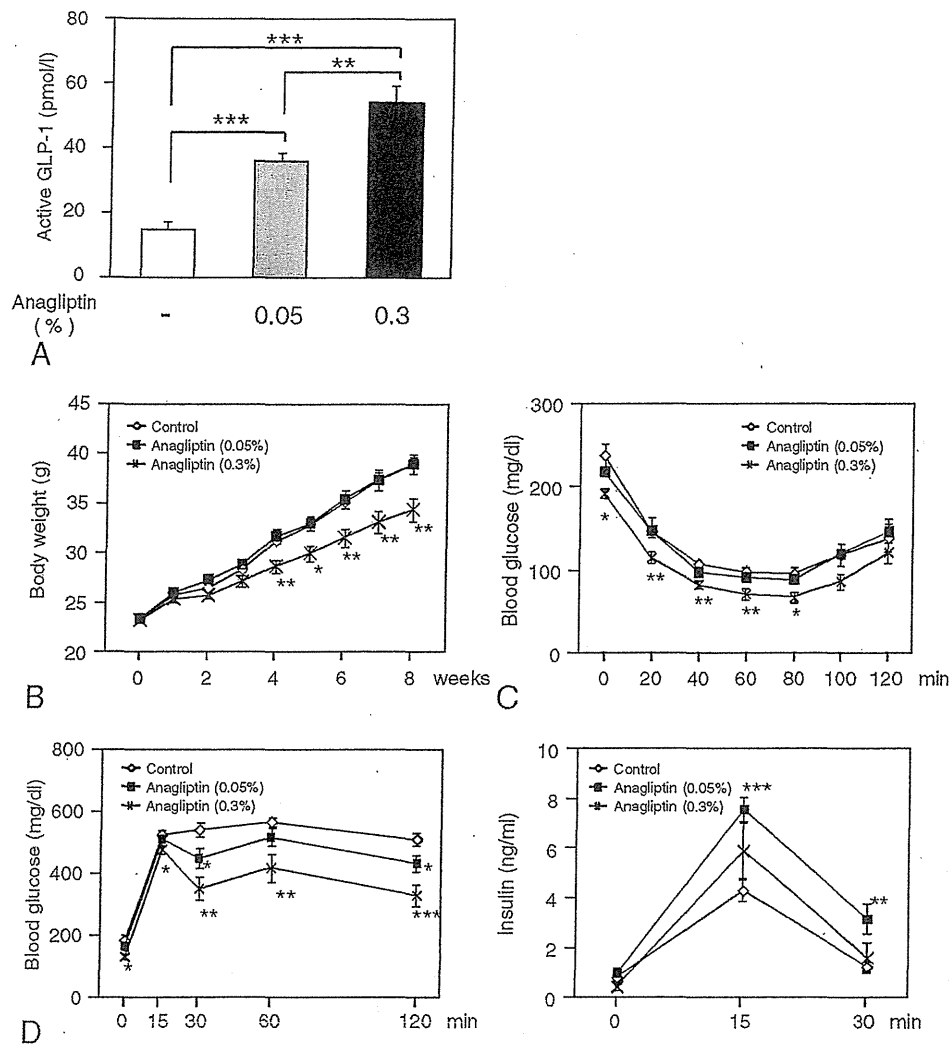 80
60
40
20
0
Active GLP-1 (pmol/l)
***
**
***
Anagliptin
(%)
-
0.05
0.3
A
45
40
35
30
25
20
Body weight (g)
Control
Anagliptin (0.05%)
Anagliptin (0.3%)
**
*
**
**
**
0 2 4 6 8 weeks
B
300
200
100
0
Blood glucose (mg/dl)
Control
Anagliptin (0.05%)
Anagliptin (0.3%)
*
**
**
**
*
0 20 40 60 80 100 120 min
C
800
600
400
200
0
Blood glucose (mg/dl)
Control
Anagliptin (0.05%)
Anagliptin (0.3%)
*
*
*
**
**
*
***
0 15 30 60 120 min
D
10
8
6
4
2
0
Insulin (ng/ml)
Control
Anagliptin (0.05%)
Anagliptin (0.3%)
***
**
0 15 30 min